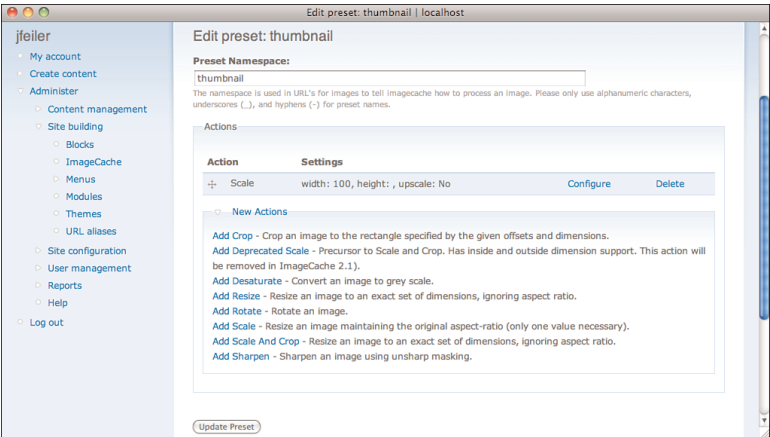 Edit preset: thumbnail | localhost
jfeiler
My account
Create content
Administer
Content management
Site building
Blocks
ImageCache
Menus
Modules
Themes
URL aliases
Site configuration
User management
Reports
Help
Log out
Edit preset: thumbnail
Preset Namespace:
thumbnail
The namespace is used in URL's for images to tell imagecache how to process an image. Please only use alphanumeric characters,
underscores (_), and hyphens (-) for preset names.
Actions
Action Settings
Scale width: 100, height: , upscale: No Configure Delete
New Actions
Add Crop - Crop an image to the rectangle specified by the given offsets and dimensions.
Add Deprecated Scale - Precursor to Scale and Crop. Has inside and outside dimension support. This action will
be removed in ImageCache 2.1).
Add Desaturate - Convert an image to grey scale.
Add Resize - Resize an image to an exact set of dimensions, ignoring aspect ratio.
Add Rotate - Rotate an image.
Add Scale - Resize an image maintaining the original aspect-ratio (only one value necessary).
Add Scale And Crop - Resize an image to an exact set of dimensions, ignoring aspect ratio.
Add Sharpen - Sharpen an image using unsharp masking.
Update Preset